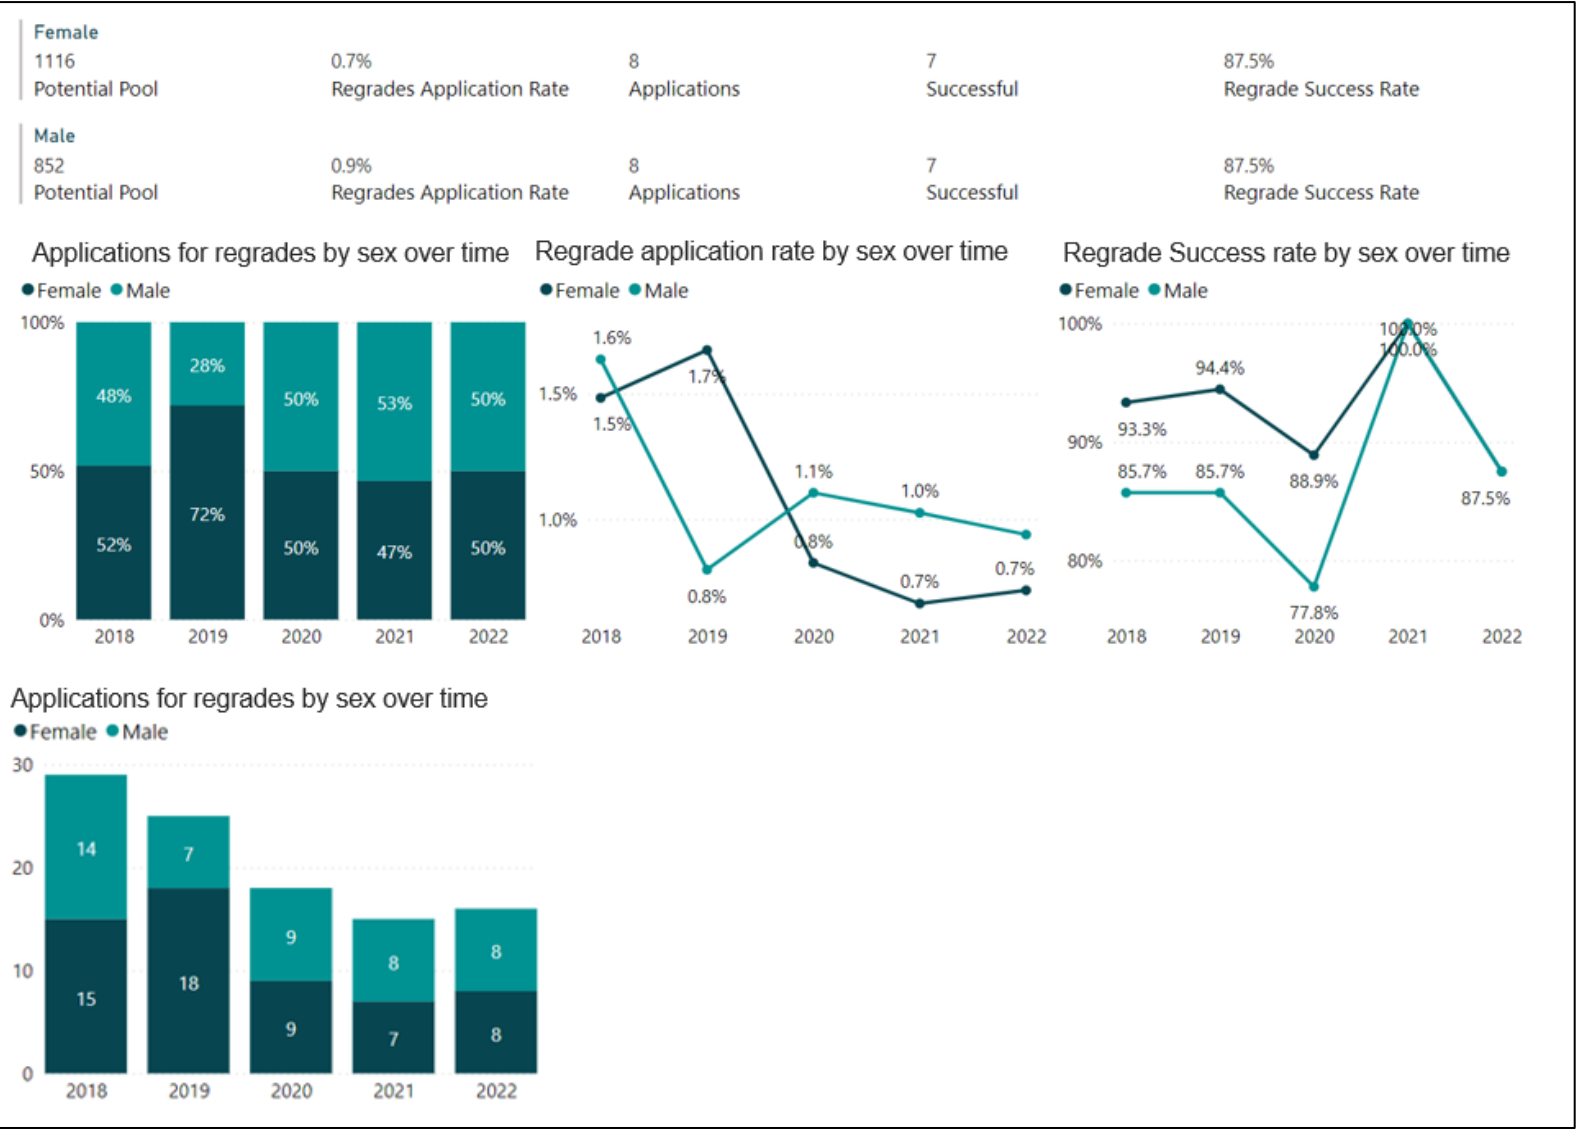 Female
1116 0.7% 8 7 87.5%
Potential Pool Regrades Application Rate Applications Successful Regrade Success Rate
Male
852 0.9% 8 7 87.5%
Potential Pool Regrades Application Rate Applications Successful Regrade Success Rate
Applications for regrades by sex over time
Female Male
100%
50%
0%
48% 28% 50% 53% 50%
52% 72% 50% 47% 50%
2018 2019 2020 2021 2022
Regrade application rate by sex over time
Female Male
1.5%
1.0%
1.6%
1.5%
1.7%
0.8%
1.1%
0.8%
1.0%
0.7%
0.7%
2018 2019 2020 2021 2022
Regrade Success rate by sex over time
Female Male
100%
90%
80%
93.3%
94.4%
85.7% 85.7%
88.9%
77.8%
100.0%
100.0%
87.5%
2018 2019 2020 2021 2022
Applications for regrades by sex over time
Female Male
30
20
10
0
14 7 9 8 8
15 18 9 7 8
2018 2019 2020 2021 2022